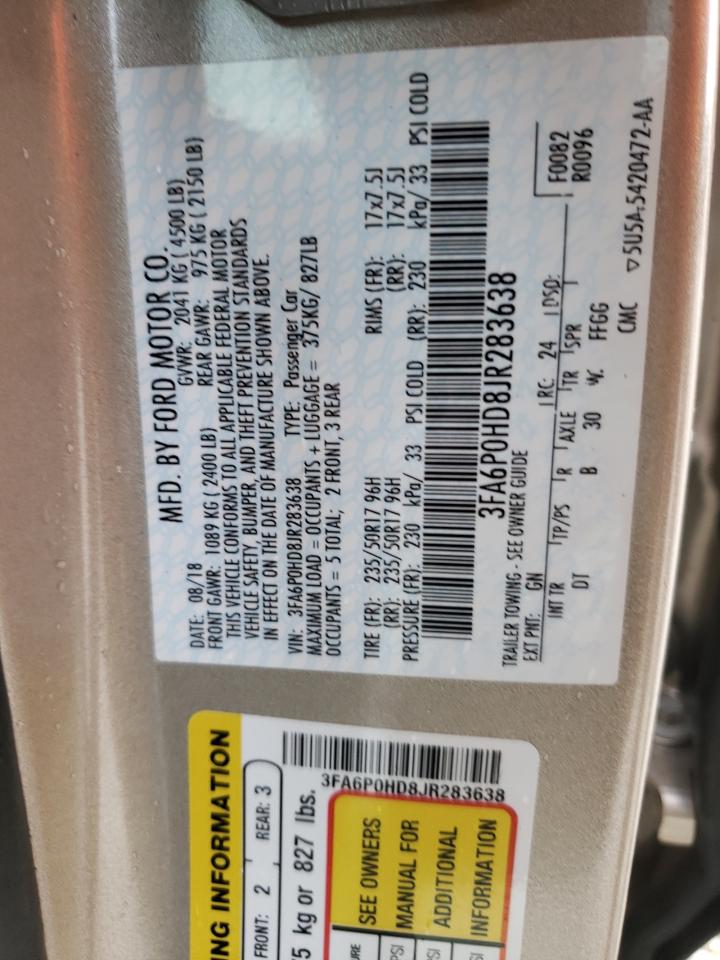 MFD. BY FORD MOTOR CO.
DATE: 08/18 GVWR: 2041 KG ( 4500 LB)
FRONT GAWR: 1089 KG ( 2400 LB) REAR GAWR: 975 KG ( 2150 LB)
THIS VEHICLE CONFORMS TO ALL APPLICABLE FEDERAL MOTOR
VEHICLE SAFETY, BUMPER, AND THEFT PREVENTION STANDARDS
IN EFFECT ON THE DATE OF MANUFACTURE SHOWN ABOVE.
VIN: 3FA6P0HD8JR283638 TYPE: Passenger Car
MAXIMUM LOAD = OCCUPANTS + LUGGAGE = 375KG/ 827LB
OCCUPANTS = 5 TOTAL; 2 FRONT, 3 REAR
TIRE (FR): 235/50R17 96H RIMS (FR): 17x7.5J
(RR): 235/50R17 96H (RR): 17x7.5J
PRESSURE (FR): 230 kPa/ 33 PSI COLD (RR): 230 kPa/ 33 PSI COLD
3FA6P0HD8JR283638
TRAILER TOWING - SEE OWNER GUIDE
EXT PNT: GN RC: 24 DSO: F0082
INT TR TP/PS R AXLE TR SPR R0096
DT B 30 W FFGG
CMC ▽5U5A-5420472-AA
ING INFORMATION
FRONT: 2 REAR: 3
5 kg or 827 lbs.
3FA6P0HD8JR283638
SEE OWNERS
MANUAL FOR
ADDITIONAL
INFORMATION
URE
PSI
PSI
PSI